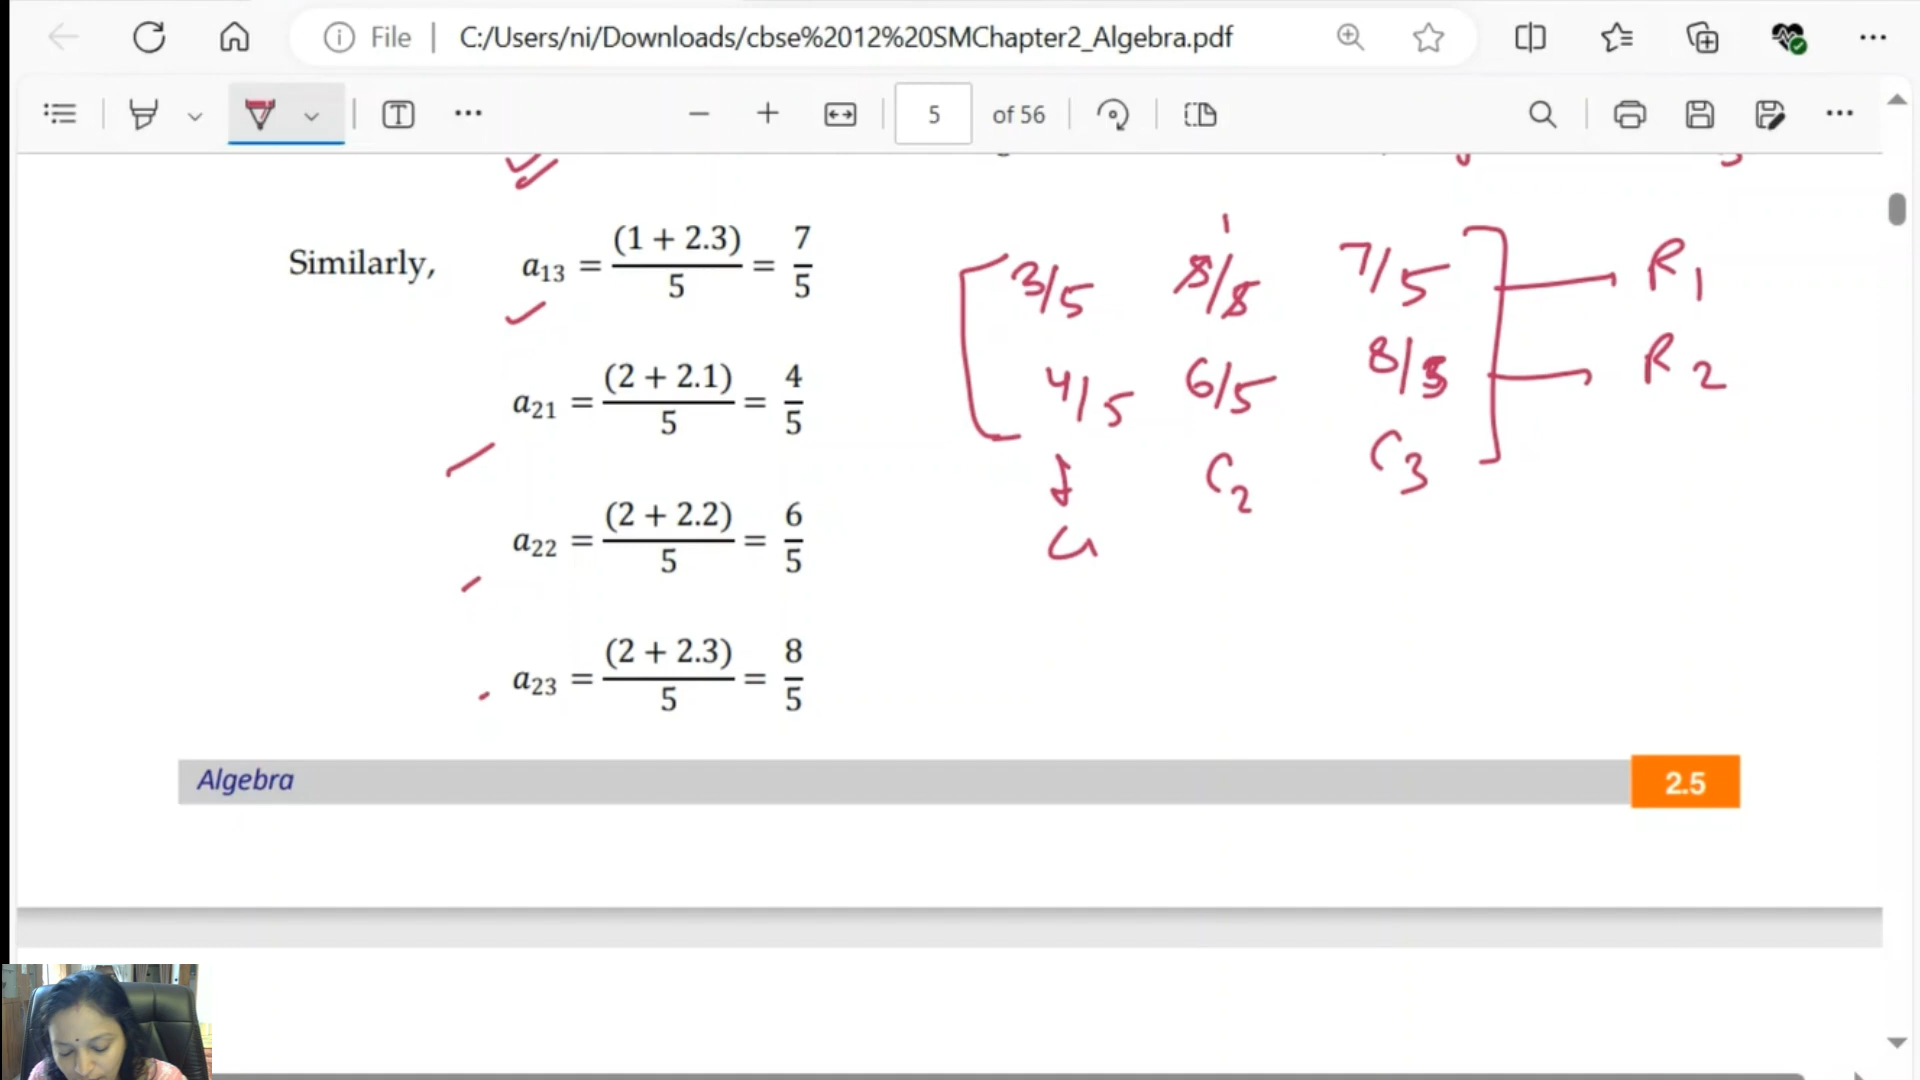 File | C:/Users/ni/Downloads/cbse%2012%20SMChapter2_Algebra.pdf
5 of 56
Similarly, a₁₃ = (1 + 2.3)/5 = 7/5
a₂₁ = (2 + 2.1)/5 = 4/5
a₂₂ = (2 + 2.2)/5 = 6/5
a₂₃ = (2 + 2.3)/5 = 8/5
1
3/5 5/5 7/5 R₁
4/5 6/5 8/5 R₂
C₂ C₃
C₁
Algebra 2.5